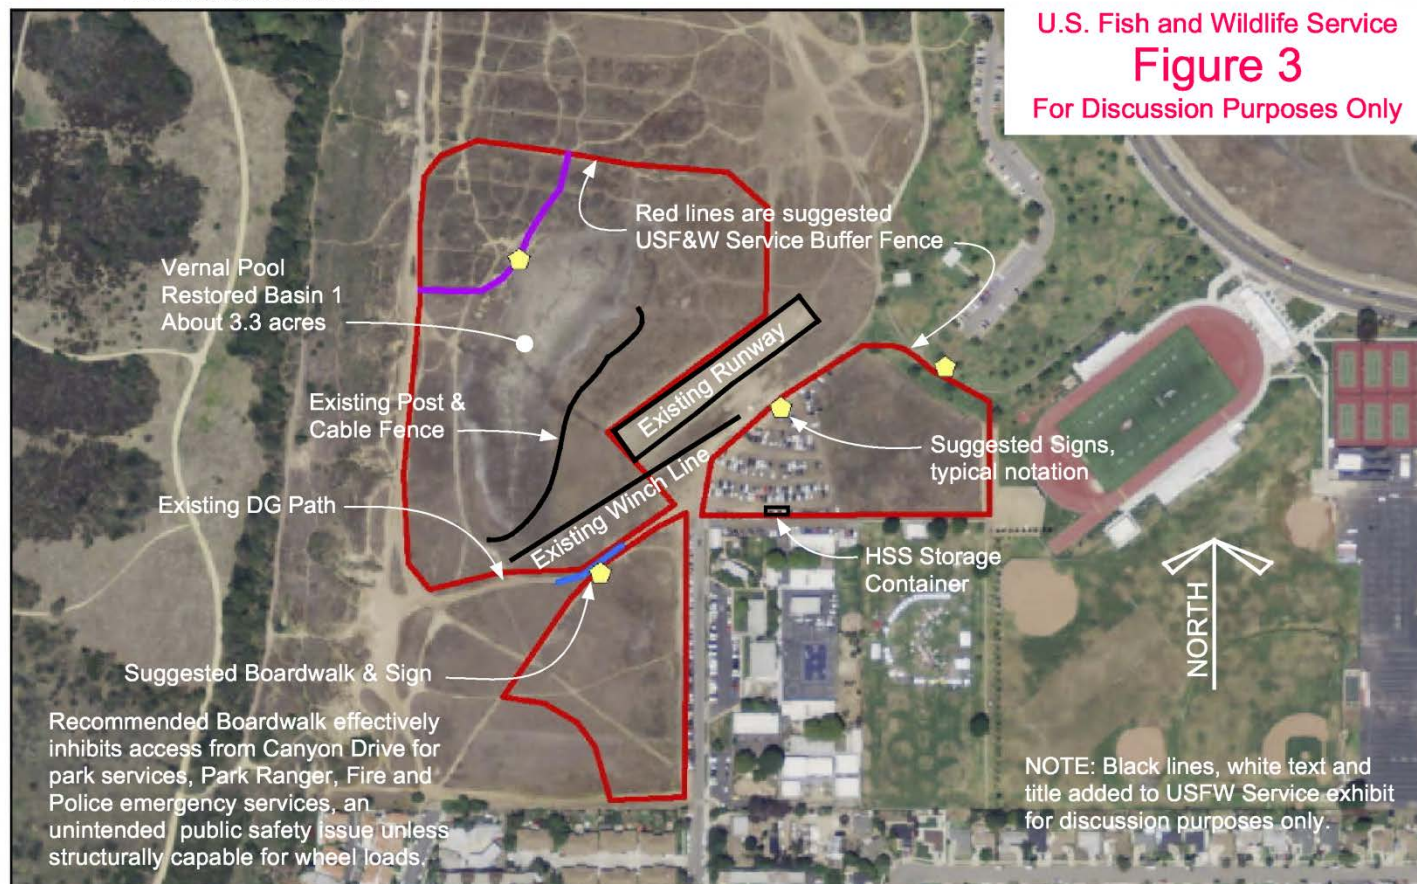 U.S. Fish and Wildlife Service
Figure 3
For Discussion Purposes Only
Red lines are suggested
USF&W Service Buffer Fence
Vernal Pool
Restored Basin 1
About 3.3 acres
Existing Runway
Existing Post &
Cable Fence
Existing Winch Line
Suggested Signs,
typical notation
Existing DG Path
HSS Storage
Container
NORTH
Suggested Boardwalk & Sign
Recommended Boardwalk effectively
inhibits access from Canyon Drive for
park services, Park Ranger, Fire and
Police emergency services, an
unintended public safety issue unless
structurally capable for wheel loads.
NOTE: Black lines, white text and
title added to USFW Service exhibit
for discussion purposes only.